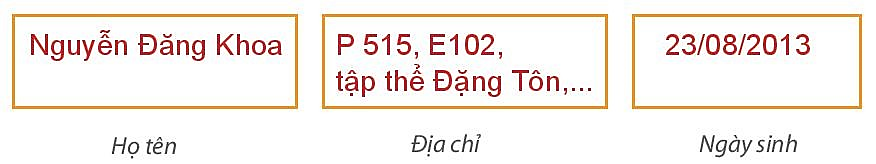 Nguyễn Đăng Khoa
P 515, E102,
tập thể Đặng Tôn,...
23/08/2013
Họ tên
Địa chỉ
Ngày sinh